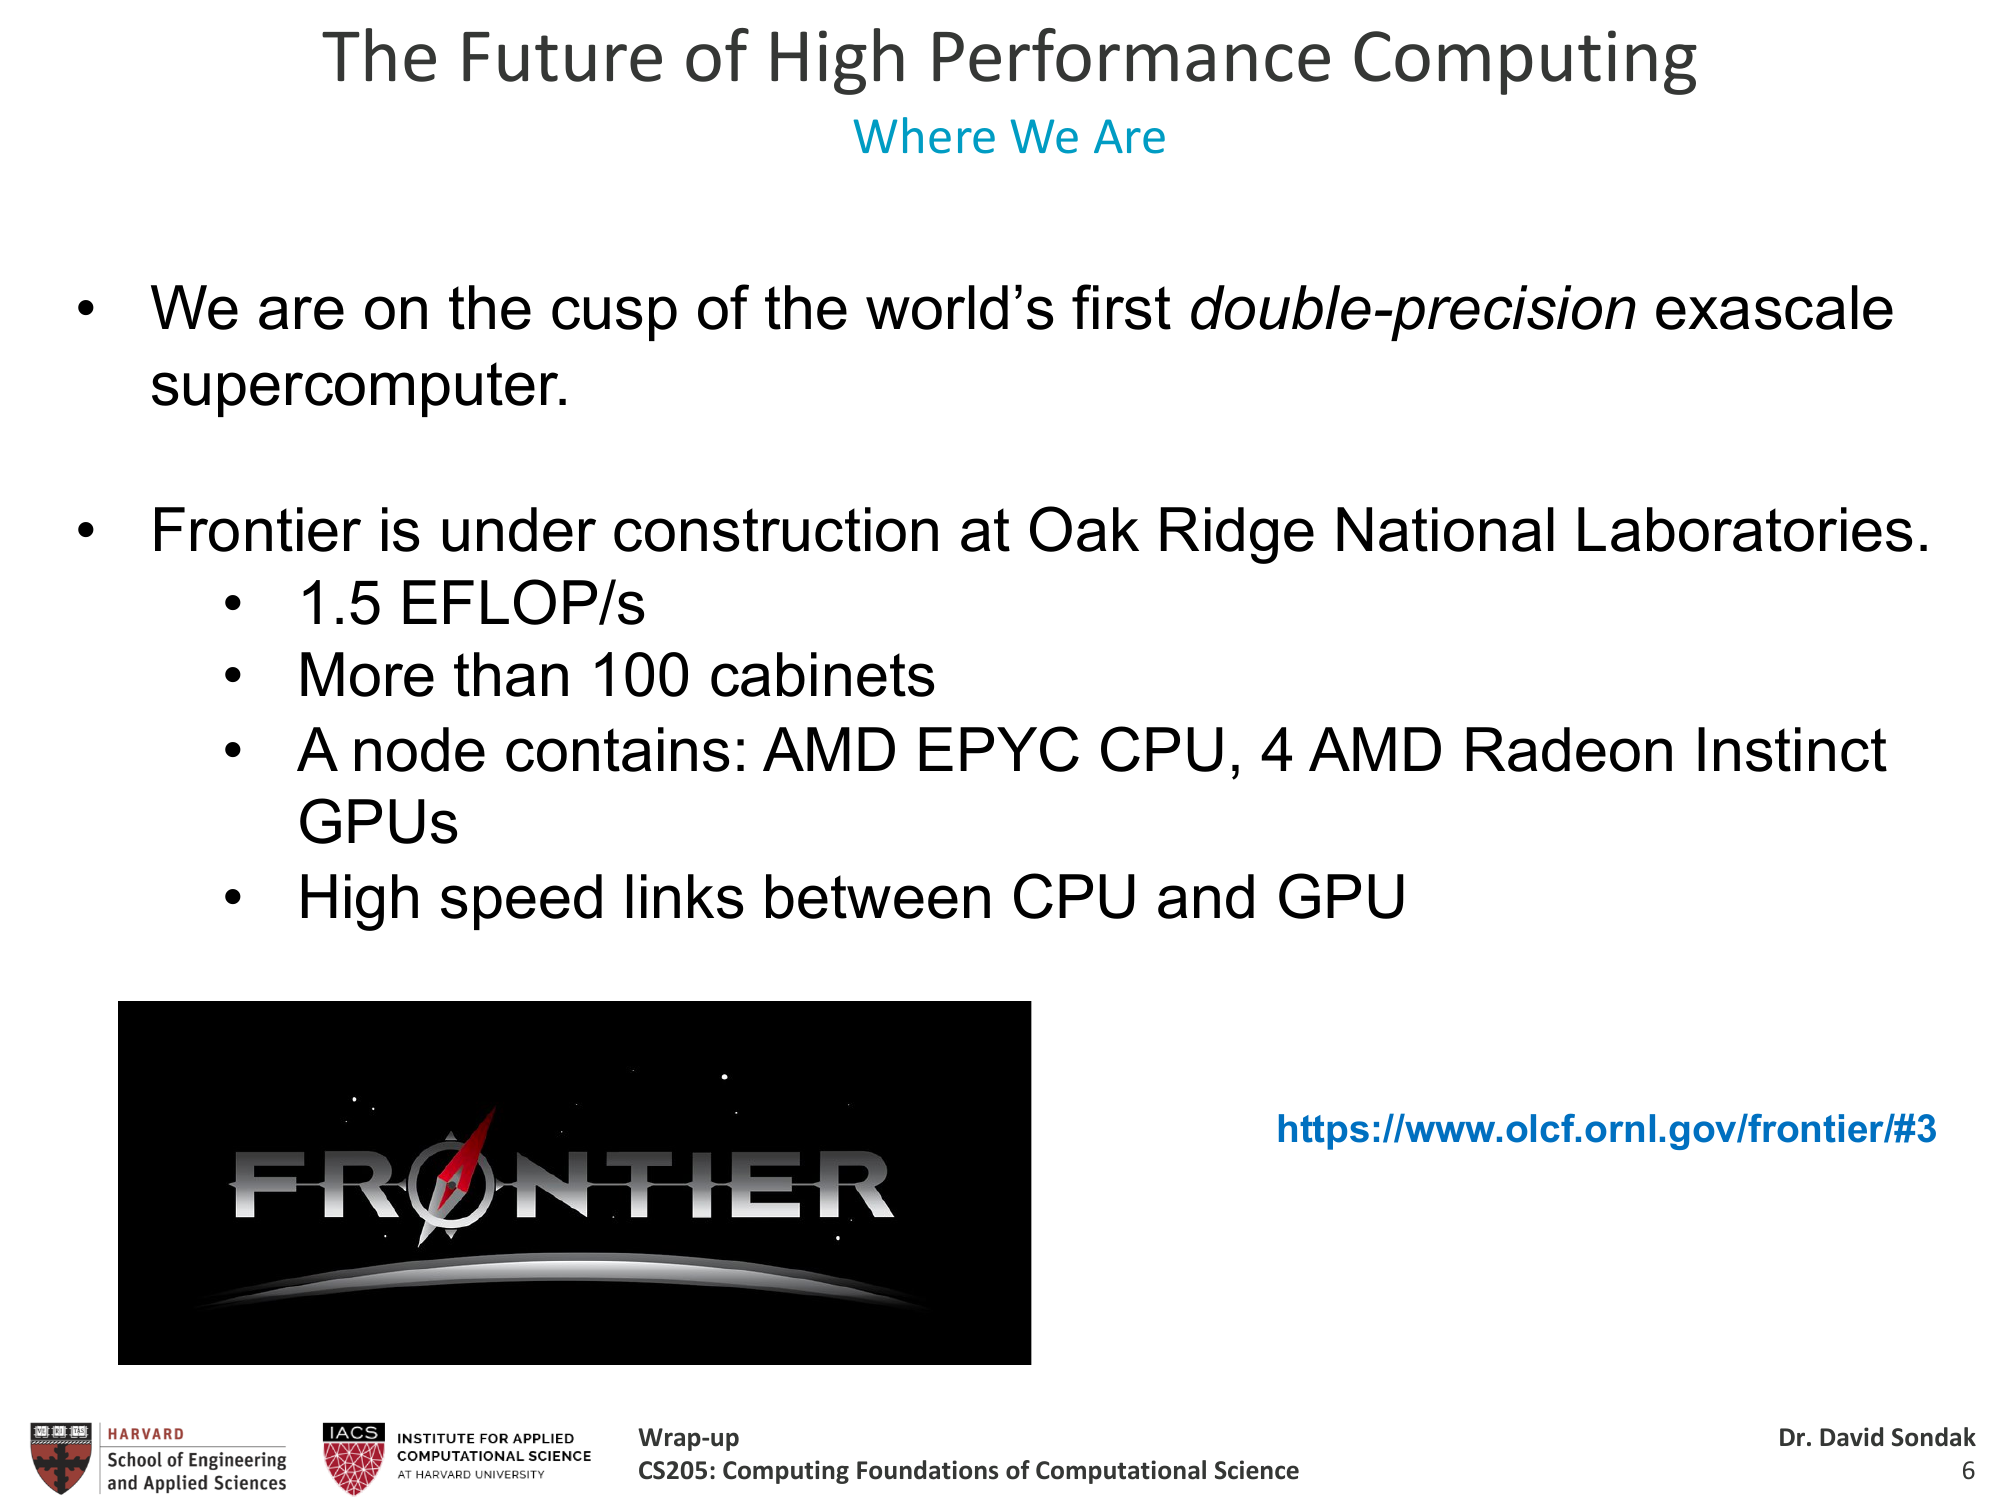 The Future of High Performance Computing
Where We Are
• We are on the cusp of the world’s first double-precision exascale
supercomputer.
• Frontier is under construction at Oak Ridge National Laboratories.
• 1.5 EFLOP/s
• More than 100 cabinets
• A node contains: AMD EPYC CPU, 4 AMD Radeon Instinct
GPUs
• High speed links between CPU and GPU
FRONTIER
https://www.olcf.ornl.gov/frontier/#3
HARVARD
School of Engineering
and Applied Sciences
IACS
INSTITUTE FOR APPLIED
COMPUTATIONAL SCIENCE
AT HARVARD UNIVERSITY
Wrap-up
CS205: Computing Foundations of Computational Science
Dr. David Sondak
6